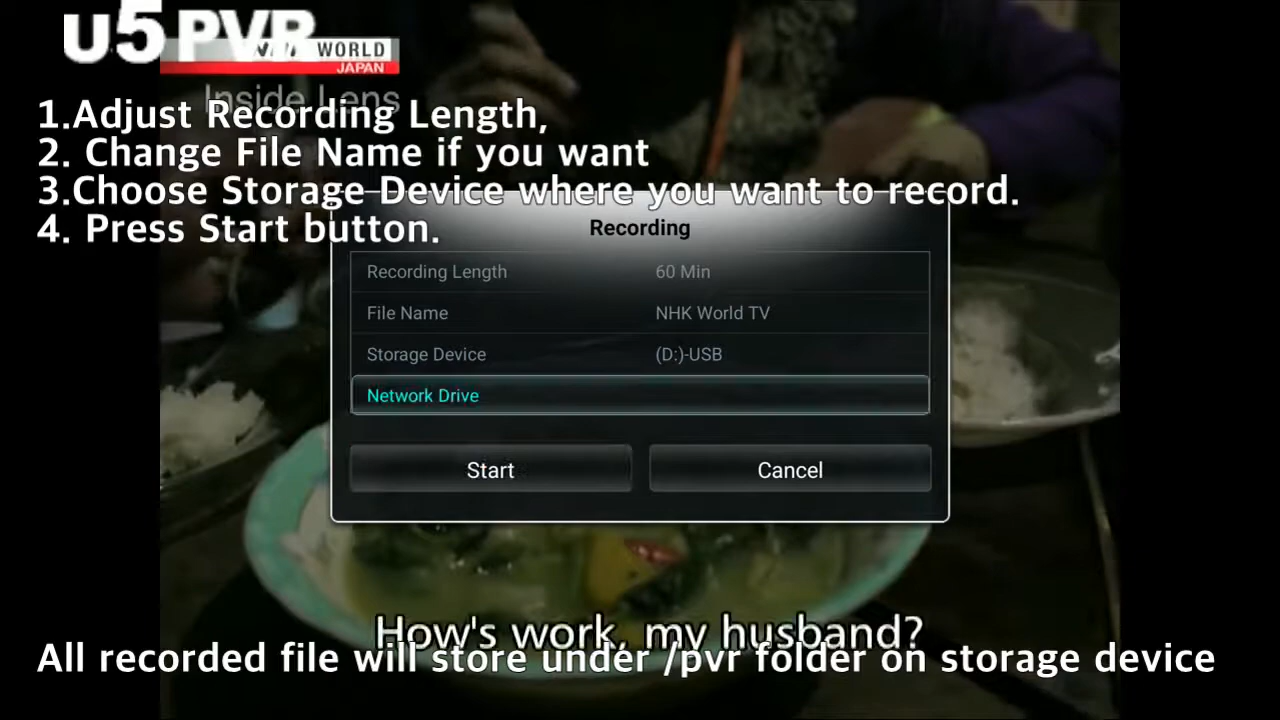 u5PVR
NHK WORLD
JAPAN
Inside Lens
1.Adjust Recording Length,
2. Change File Name if you want
3.Choose Storage Device where you want to record.
4. Press Start button.
Recording
Recording Length 60 Min
File Name NHK World TV
Storage Device (D:)-USB
Network Drive
Start Cancel
How's work, my husband?
All recorded file will store under /pvr folder on storage device